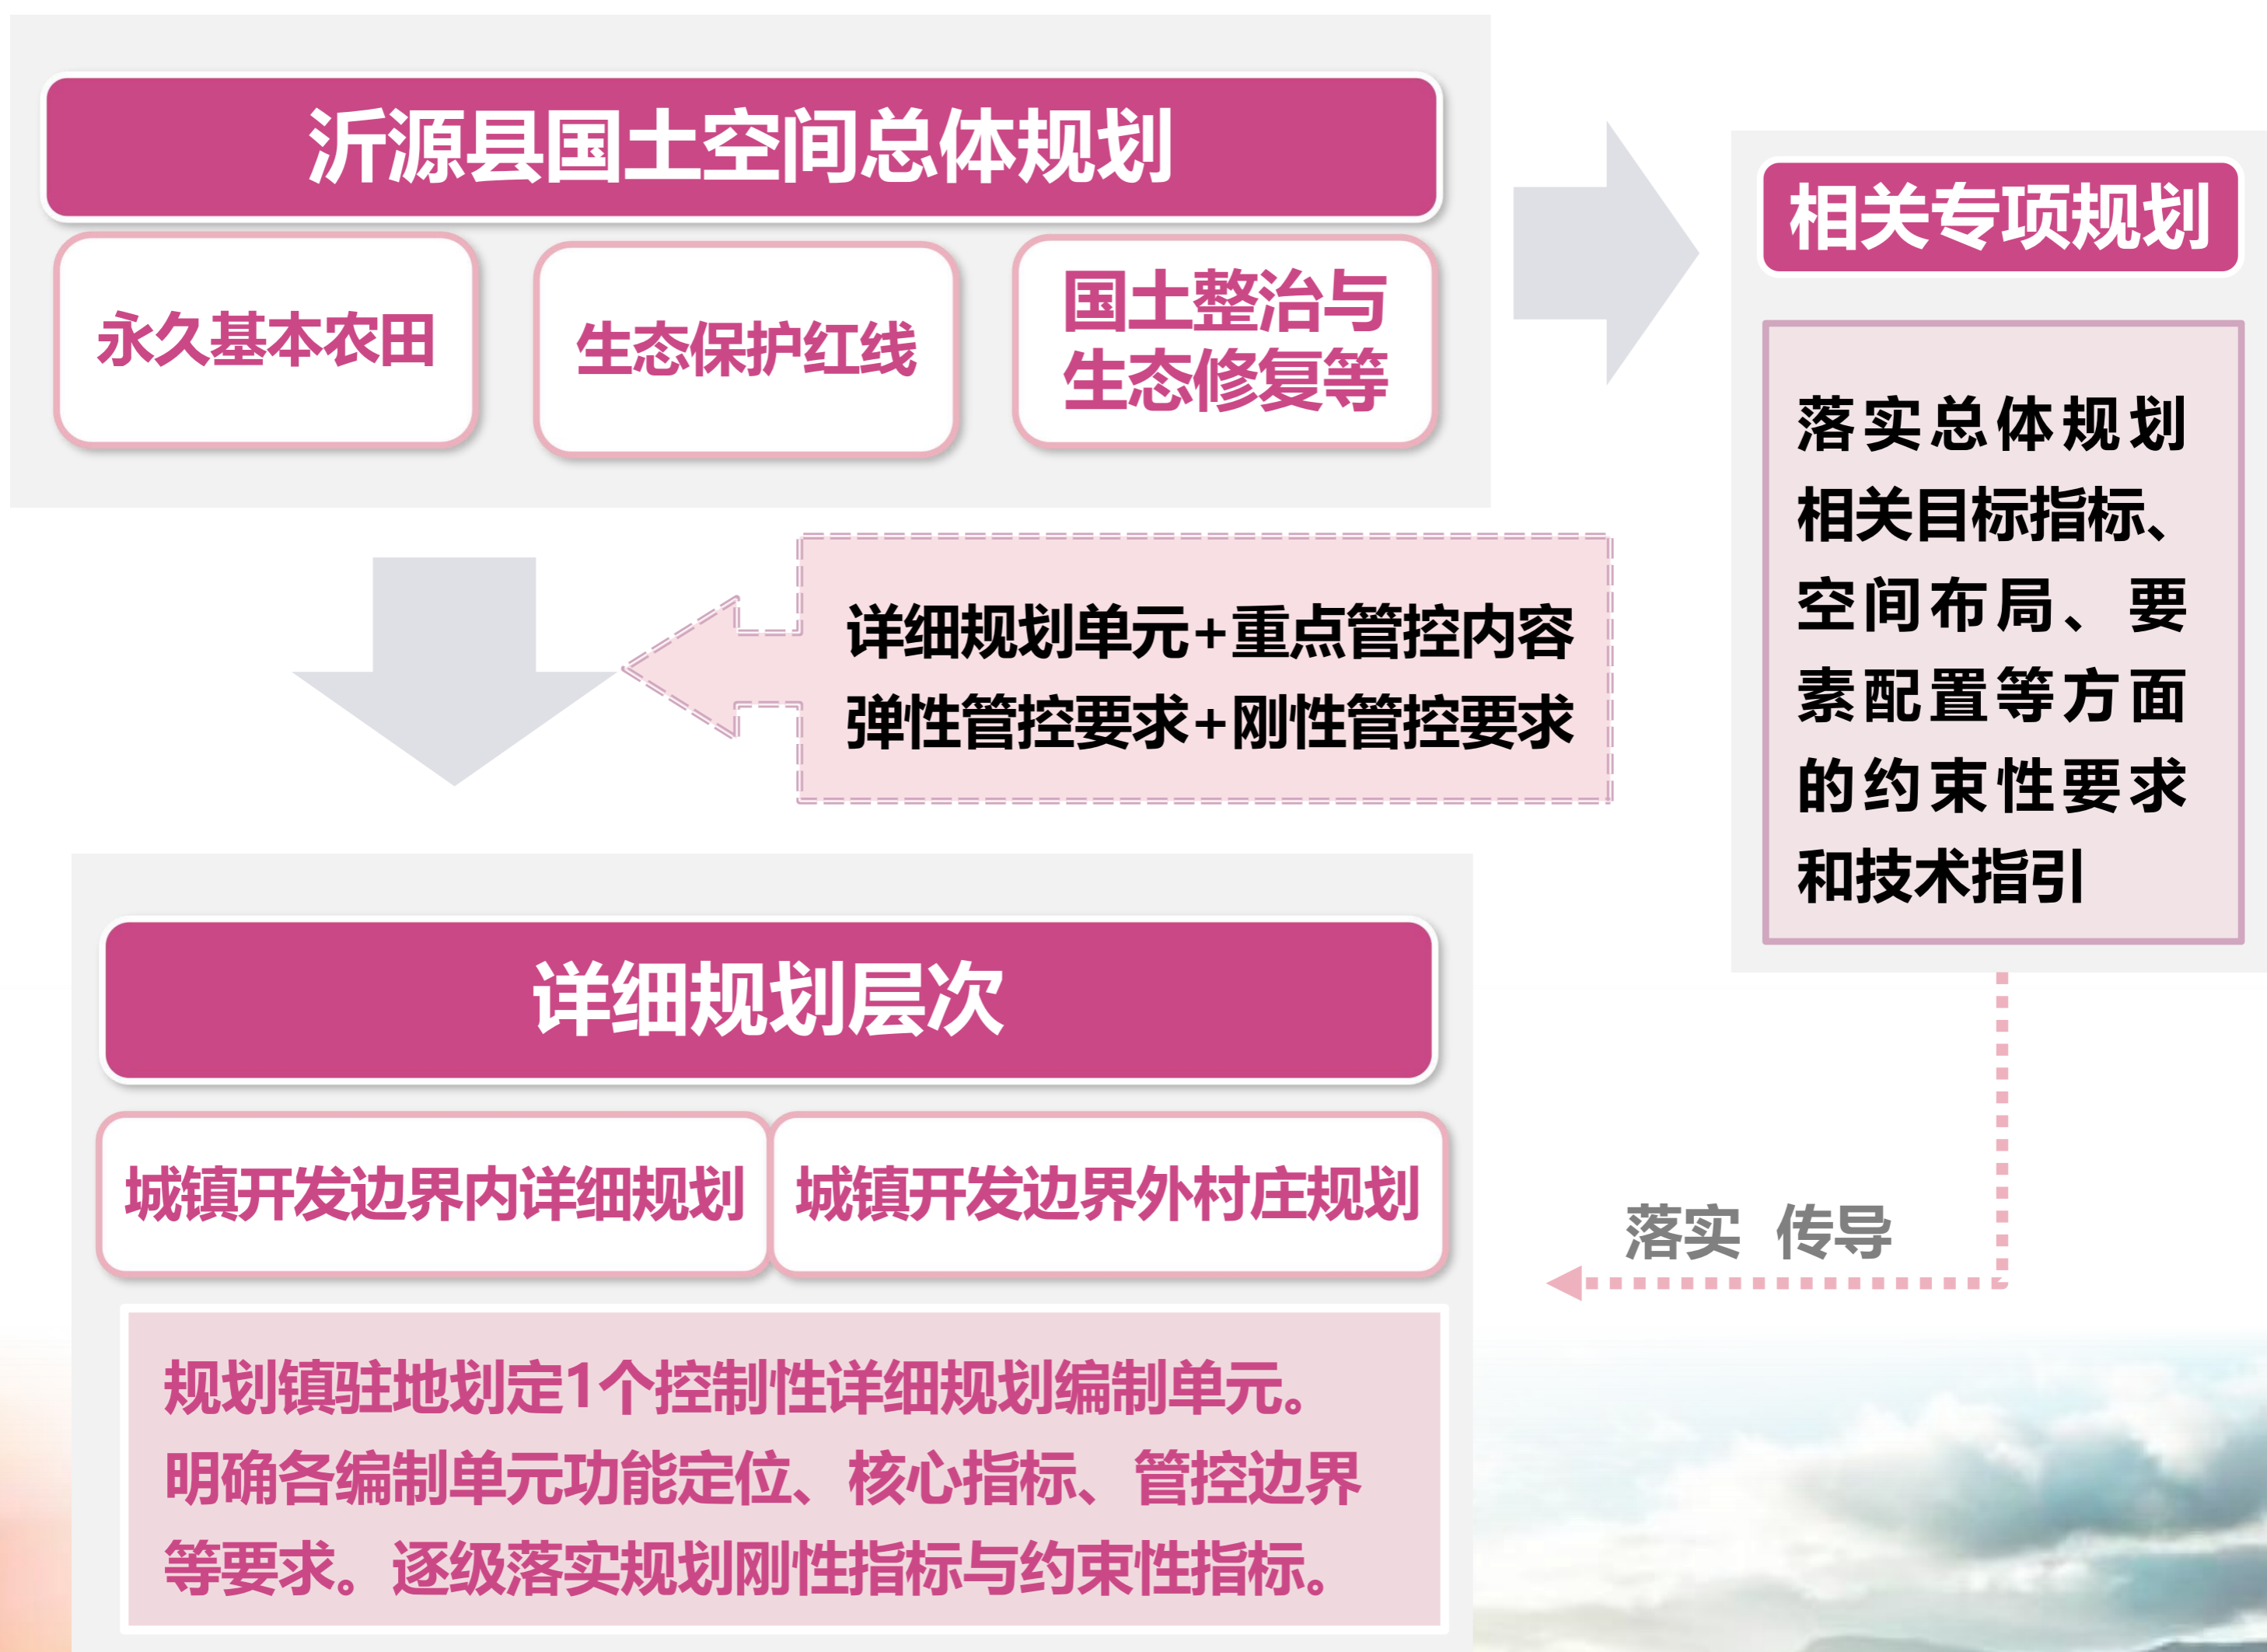 沂源县国土空间总体规划
永久基本农田
生态保护红线
国土整治与
生态修复等
相关专项规划
落实总体规划
相关目标指标、
空间布局、要
素配置等方面
的约束性要求
和技术指引
详细规划单元+重点管控内容
弹性管控要求+刚性管控要求
详细规划层次
城镇开发边界内详细规划
城镇开发边界外村庄规划
落实 传导
规划镇驻地划定1个控制性详细规划编制单元。
明确各编制单元功能定位、核心指标、管控边界
等要求。逐级落实规划刚性指标与约束性指标。